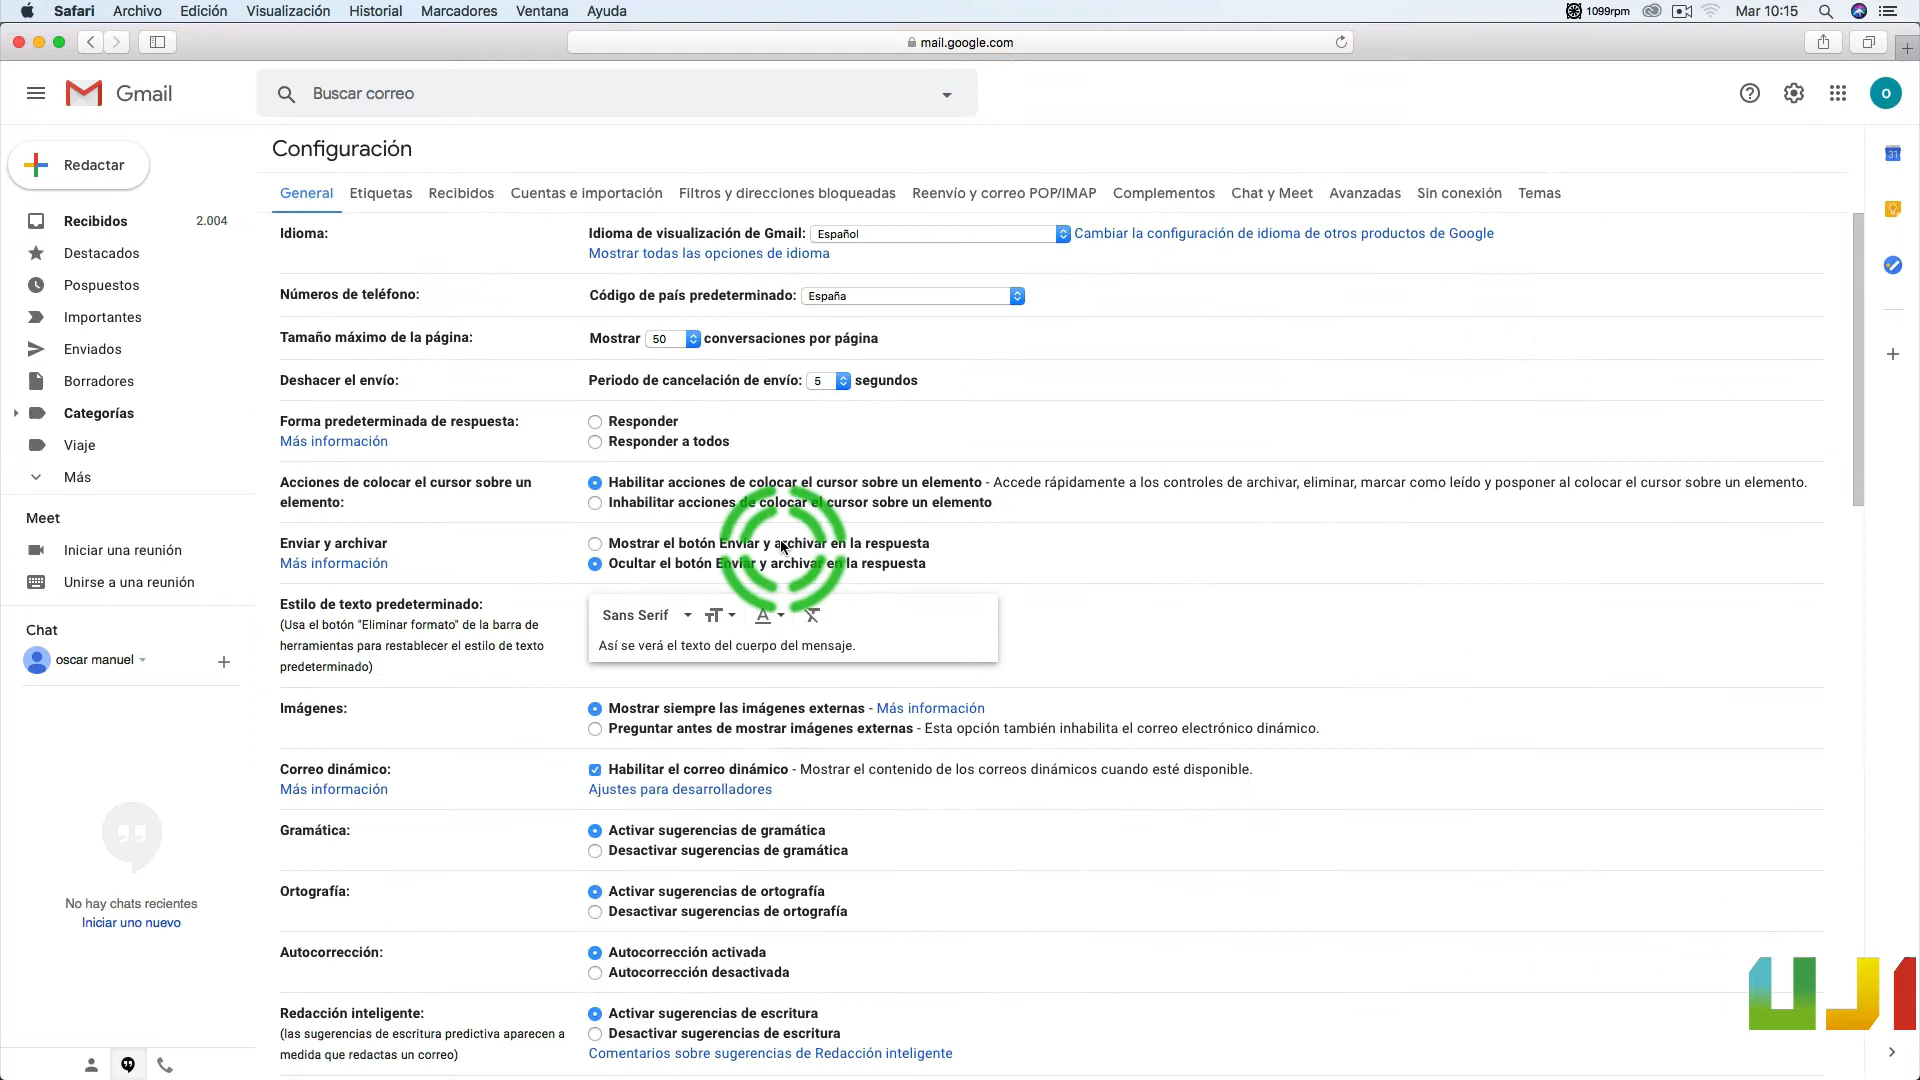 Safari Archivo Edición Visualización Historial Marcadores Ventana Ayuda 1099rpm Mar 10:15
mail.google.com
Gmail Buscar correo o
Configuración
Redactar
General Etiquetas Recibidos Cuentas e importación Filtros y direcciones bloqueadas Reenvío y correo POP/IMAP Complementos Chat y Meet Avanzadas Sin conexión Temas
Recibidos 2.004
Destacados
Pospuestos
Importantes
Enviados
Borradores
Categorías
Viaje
Más
Meet
Iniciar una reunión
Unirse a una reunión
Chat
oscar manuel
No hay chats recientes
Iniciar uno nuevo
Idioma: Idioma de visualización de Gmail: Español Cambiar la configuración de idioma de otros productos de Google
Mostrar todas las opciones de idioma
Números de teléfono: Código de país predeterminado: España
Tamaño máximo de la página: Mostrar 50 conversaciones por página
Deshacer el envío: Periodo de cancelación de envío: 5 segundos
Forma predeterminada de respuesta: Responder
Más información Responder a todos
Acciones de colocar el cursor sobre un elemento: Habilitar acciones de colocar el cursor sobre un elemento - Accede rápidamente a los controles de archivar, eliminar, marcar como leído y posponer al colocar el cursor sobre un elemento.
Inhabilitar acciones de colocar el cursor sobre un elemento
Enviar y archivar Mostrar el botón Enviar y archivar en la respuesta
Más información Ocultar el botón Enviar y archivar en la respuesta
Estilo de texto predeterminado:
(Usa el botón "Eliminar formato" de la barra de
herramientas para restablecer el estilo de texto
predeterminado)
Sans Serif
Así se verá el texto del cuerpo del mensaje.
Imágenes: Mostrar siempre las imágenes externas - Más información
Preguntar antes de mostrar imágenes externas - Esta opción también inhabilita el correo electrónico dinámico.
Correo dinámico: Habilitar el correo dinámico - Mostrar el contenido de los correos dinámicos cuando esté disponible.
Más información Ajustes para desarrolladores
Gramática: Activar sugerencias de gramática
Desactivar sugerencias de gramática
Ortografía: Activar sugerencias de ortografía
Desactivar sugerencias de ortografía
Autocorrección: Autocorrección activada
Autocorrección desactivada
Redacción inteligente: Activar sugerencias de escritura
(las sugerencias de escritura predictiva aparecen a
medida que redactas un correo)
Desactivar sugerencias de escritura
Comentarios sobre sugerencias de Redacción inteligente
31
UJI